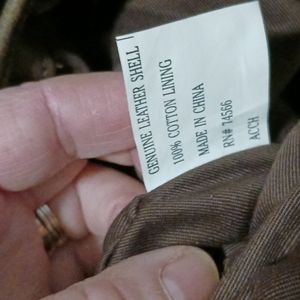 GENUINE LEATHER SHELL
100% COTTON LINING
MADE IN CHINA
RN# 74566
ACCH